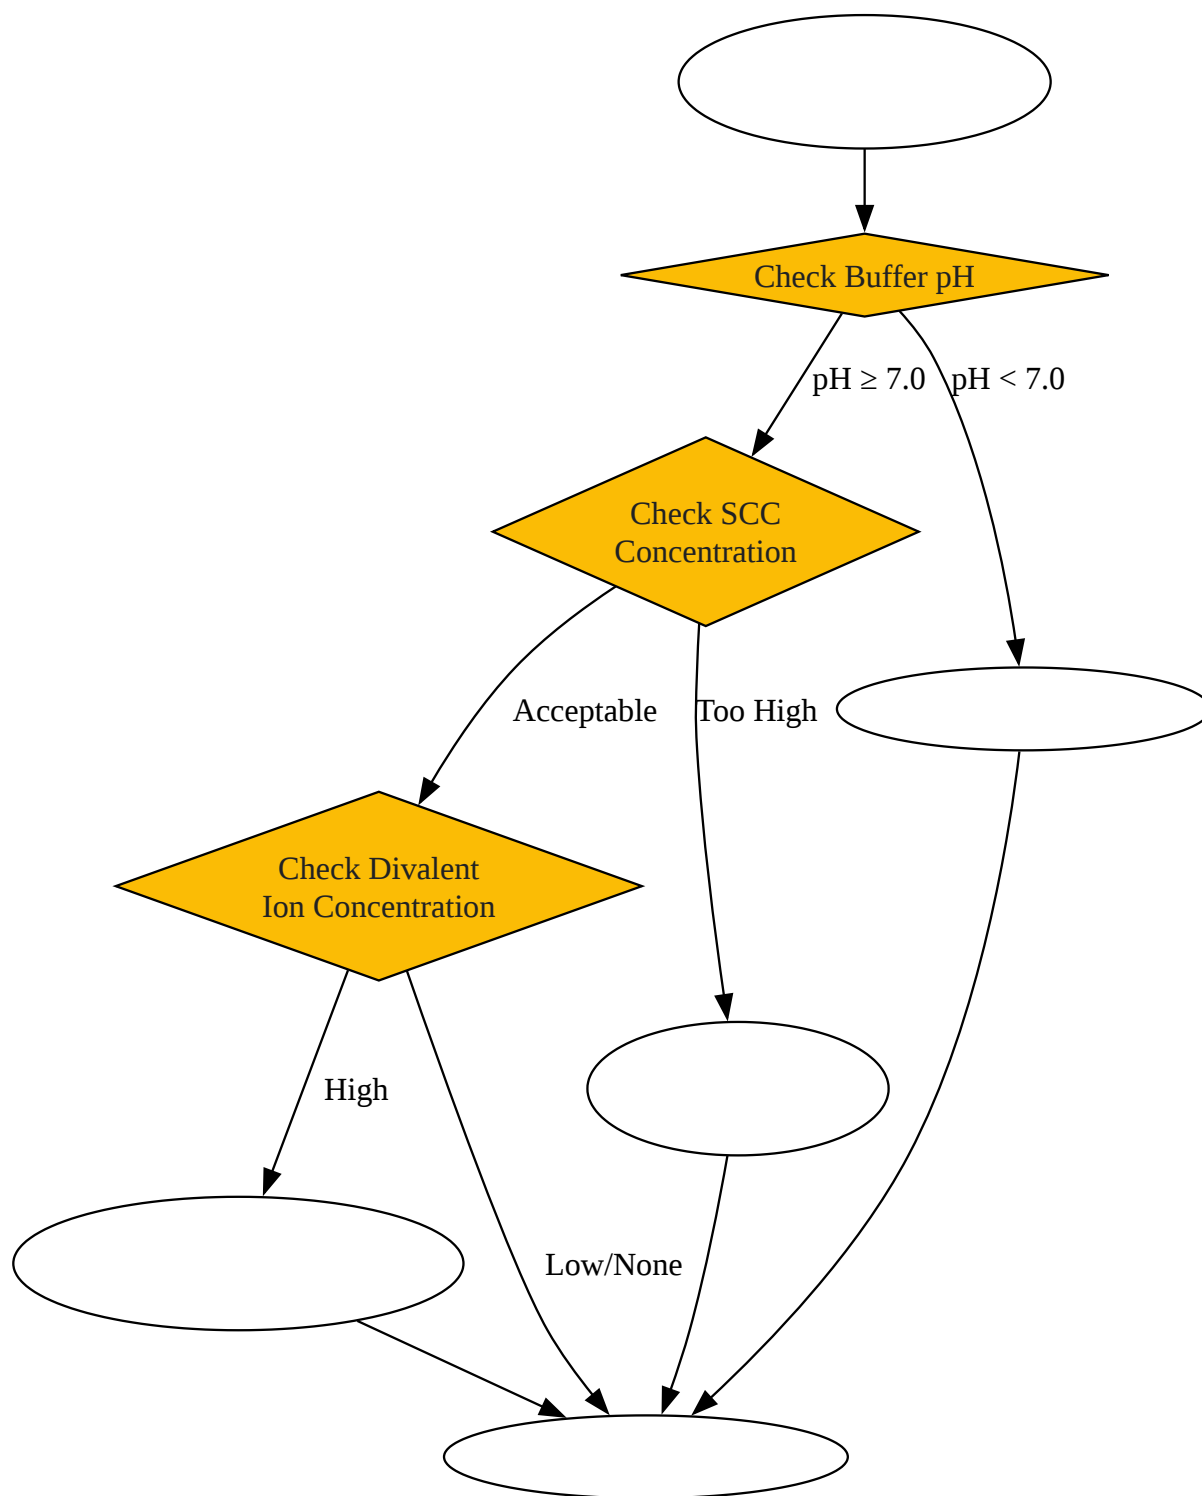 Check Buffer pH
pH ≥ 7.0
pH < 7.0
Check SCC
Concentration
Acceptable
Too High
Check Divalent
Ion Concentration
High
Low/None